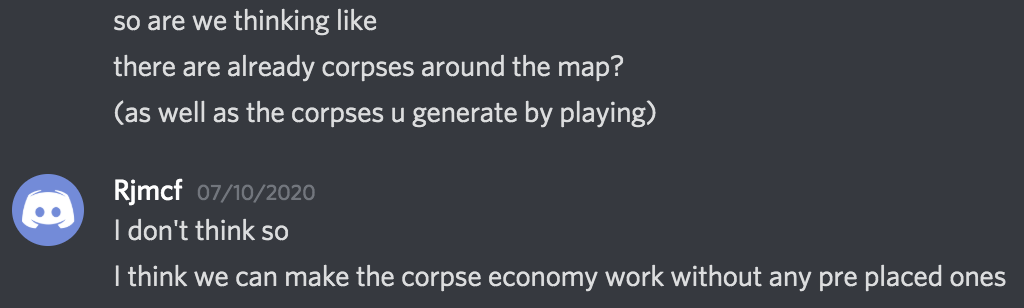 so are we thinking like
there are already corpses around the map?
(as well as the corpses u generate by playing)
Rjmcf 07/10/2020
I don't think so
I think we can make the corpse economy work without any pre placed ones